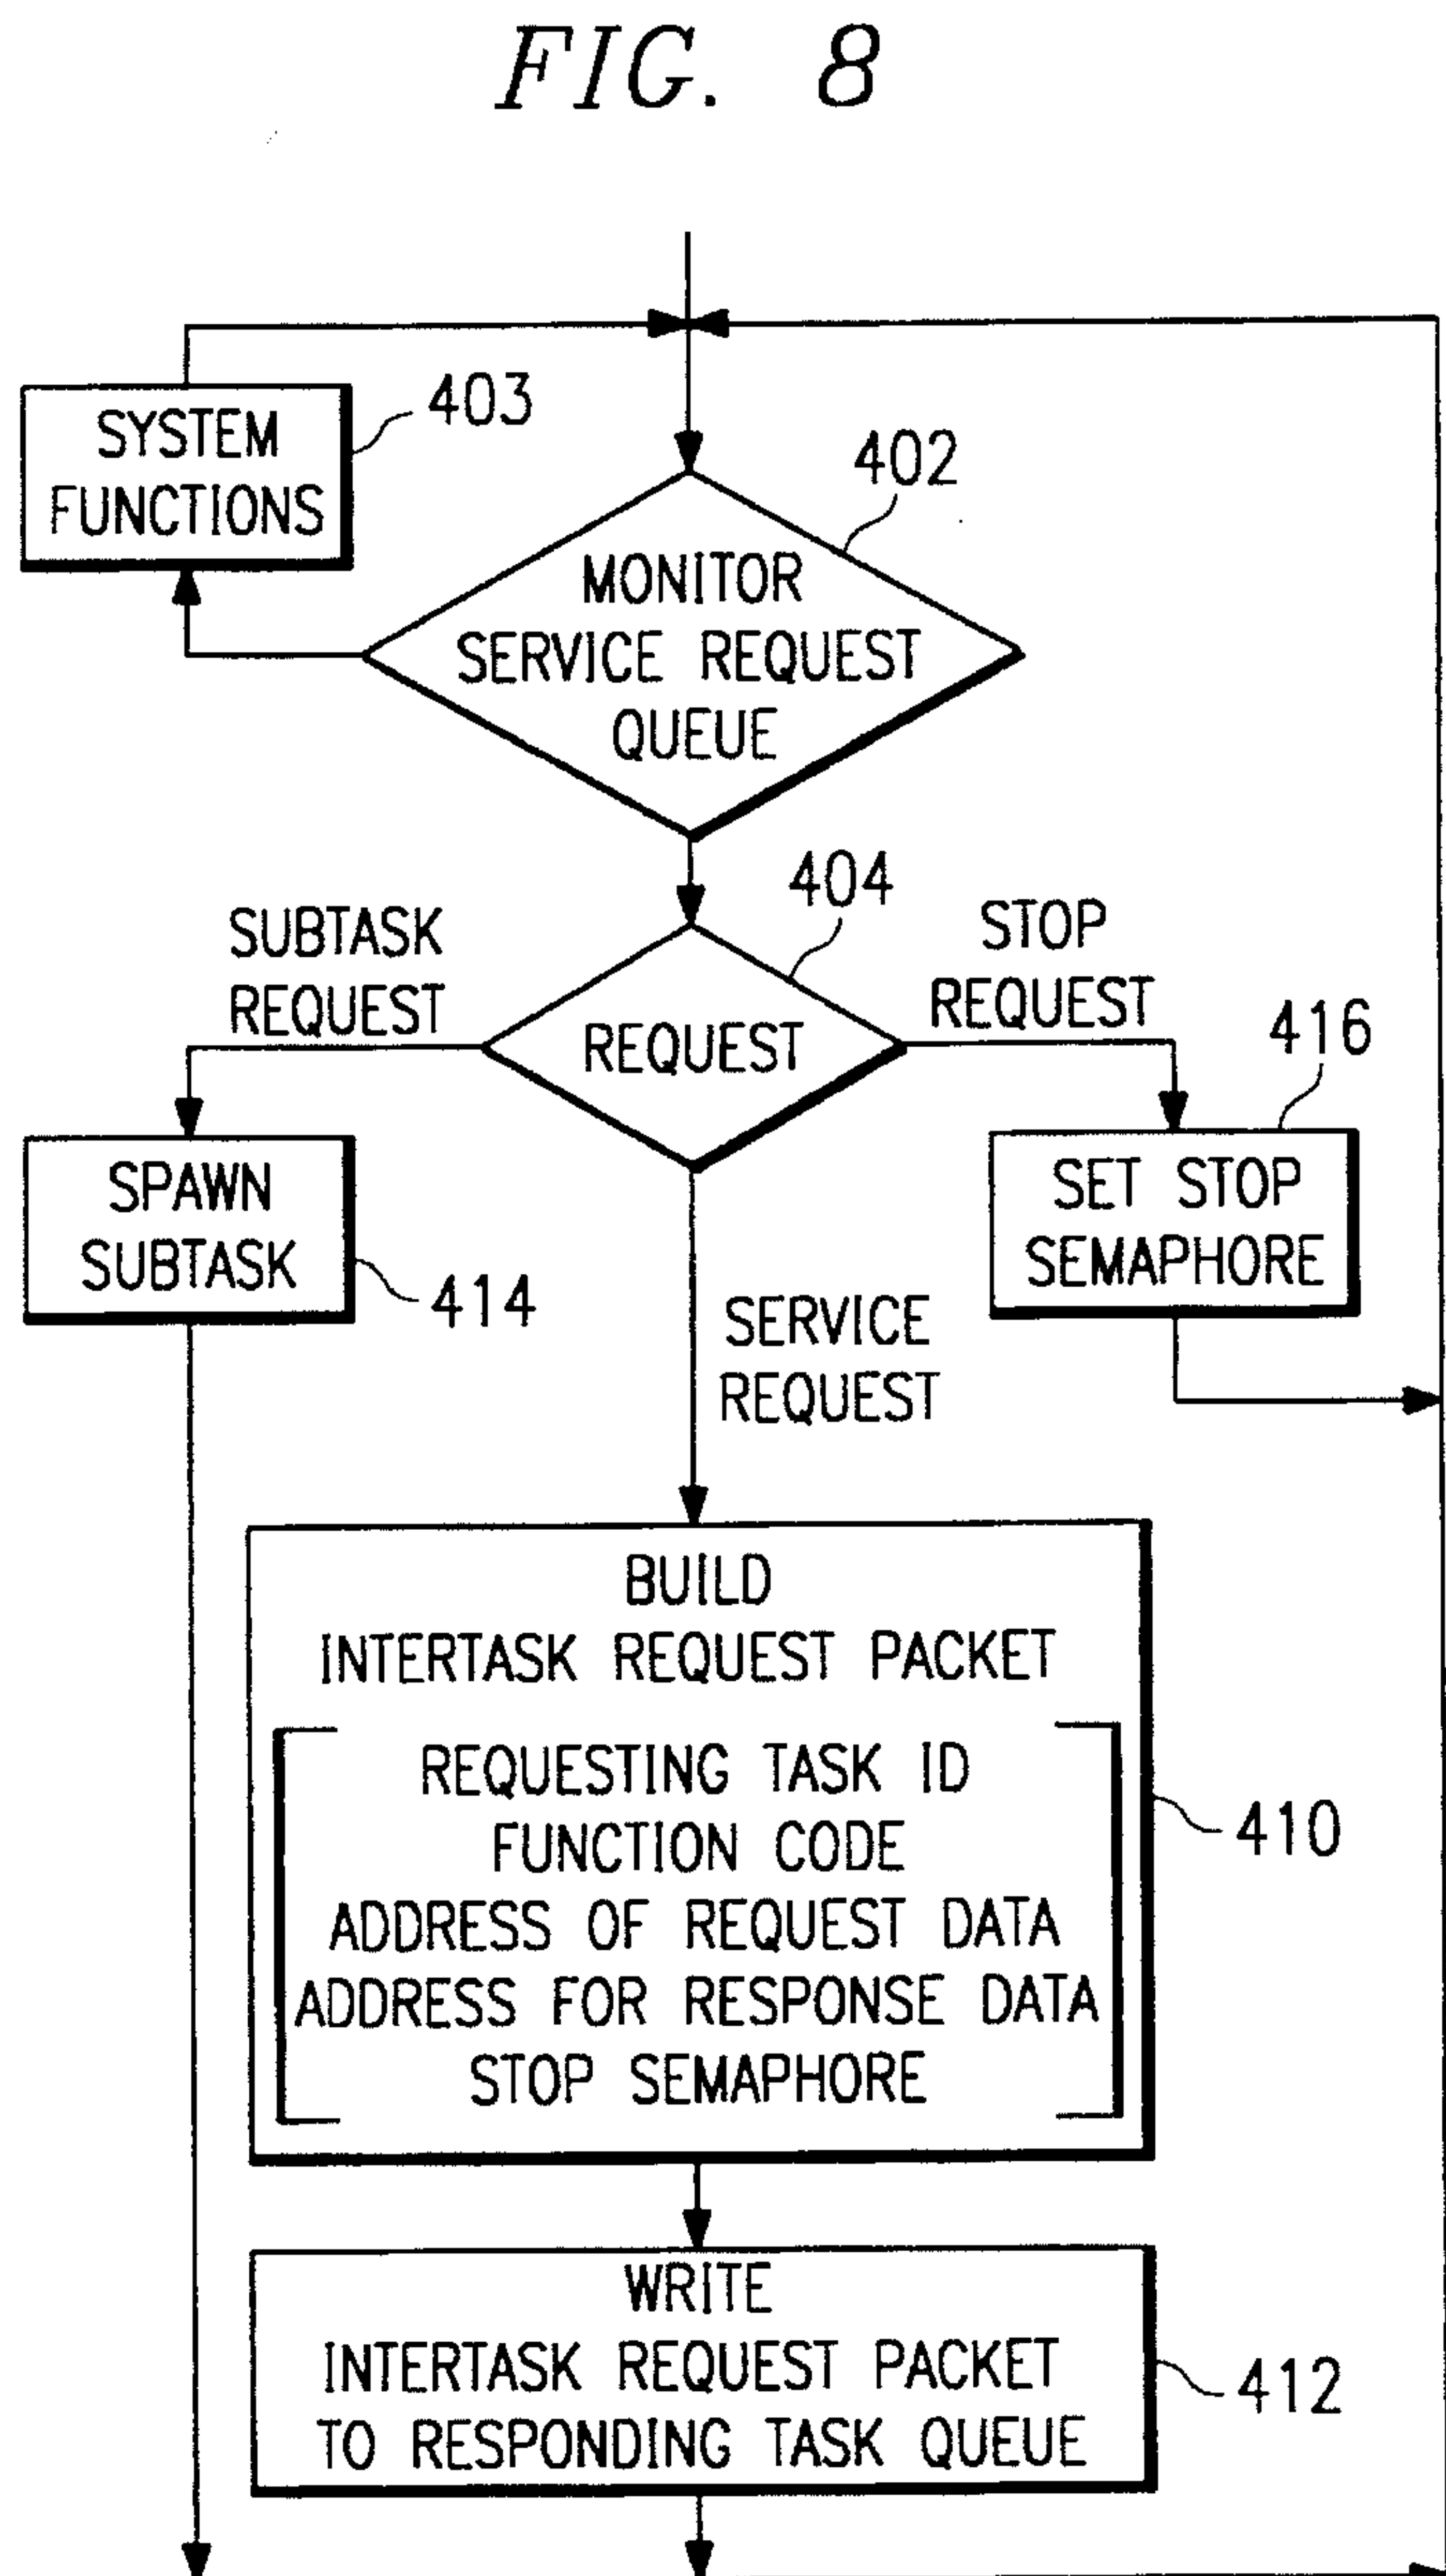 FIG. 8
403
SYSTEM
FUNCTIONS
402
MONITOR
SERVICE REQUEST
QUEUE
404
SUBTASK
REQUEST
REQUEST
STOP
REQUEST
416
SPAWN
SUBTASK
414
SET STOP
SEMAPHORE
SERVICE
REQUEST
BUILD
INTERTASK REQUEST PACKET
REQUESTING TASK ID
FUNCTION CODE
ADDRESS OF REQUEST DATA
ADDRESS FOR RESPONSE DATA
STOP SEMAPHORE
410
WRITE
INTERTASK REQUEST PACKET
TO RESPONDING TASK QUEUE
412